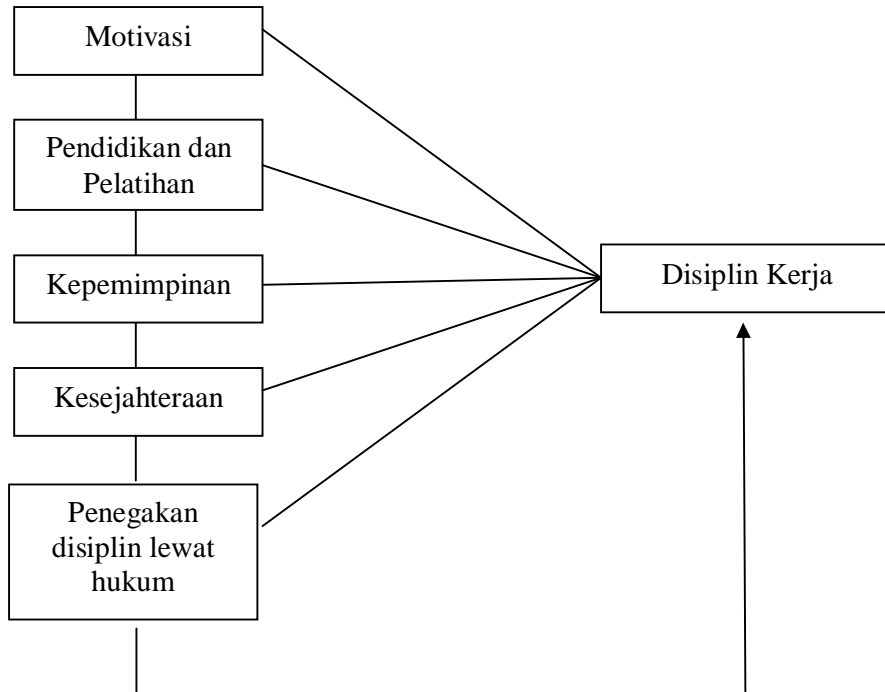 Motivasi
Pendidikan dan
Pelatihan
Kepemimpinan
Disiplin Kerja
Kesejahteraan
Penegakan
disiplin lewat
hukum